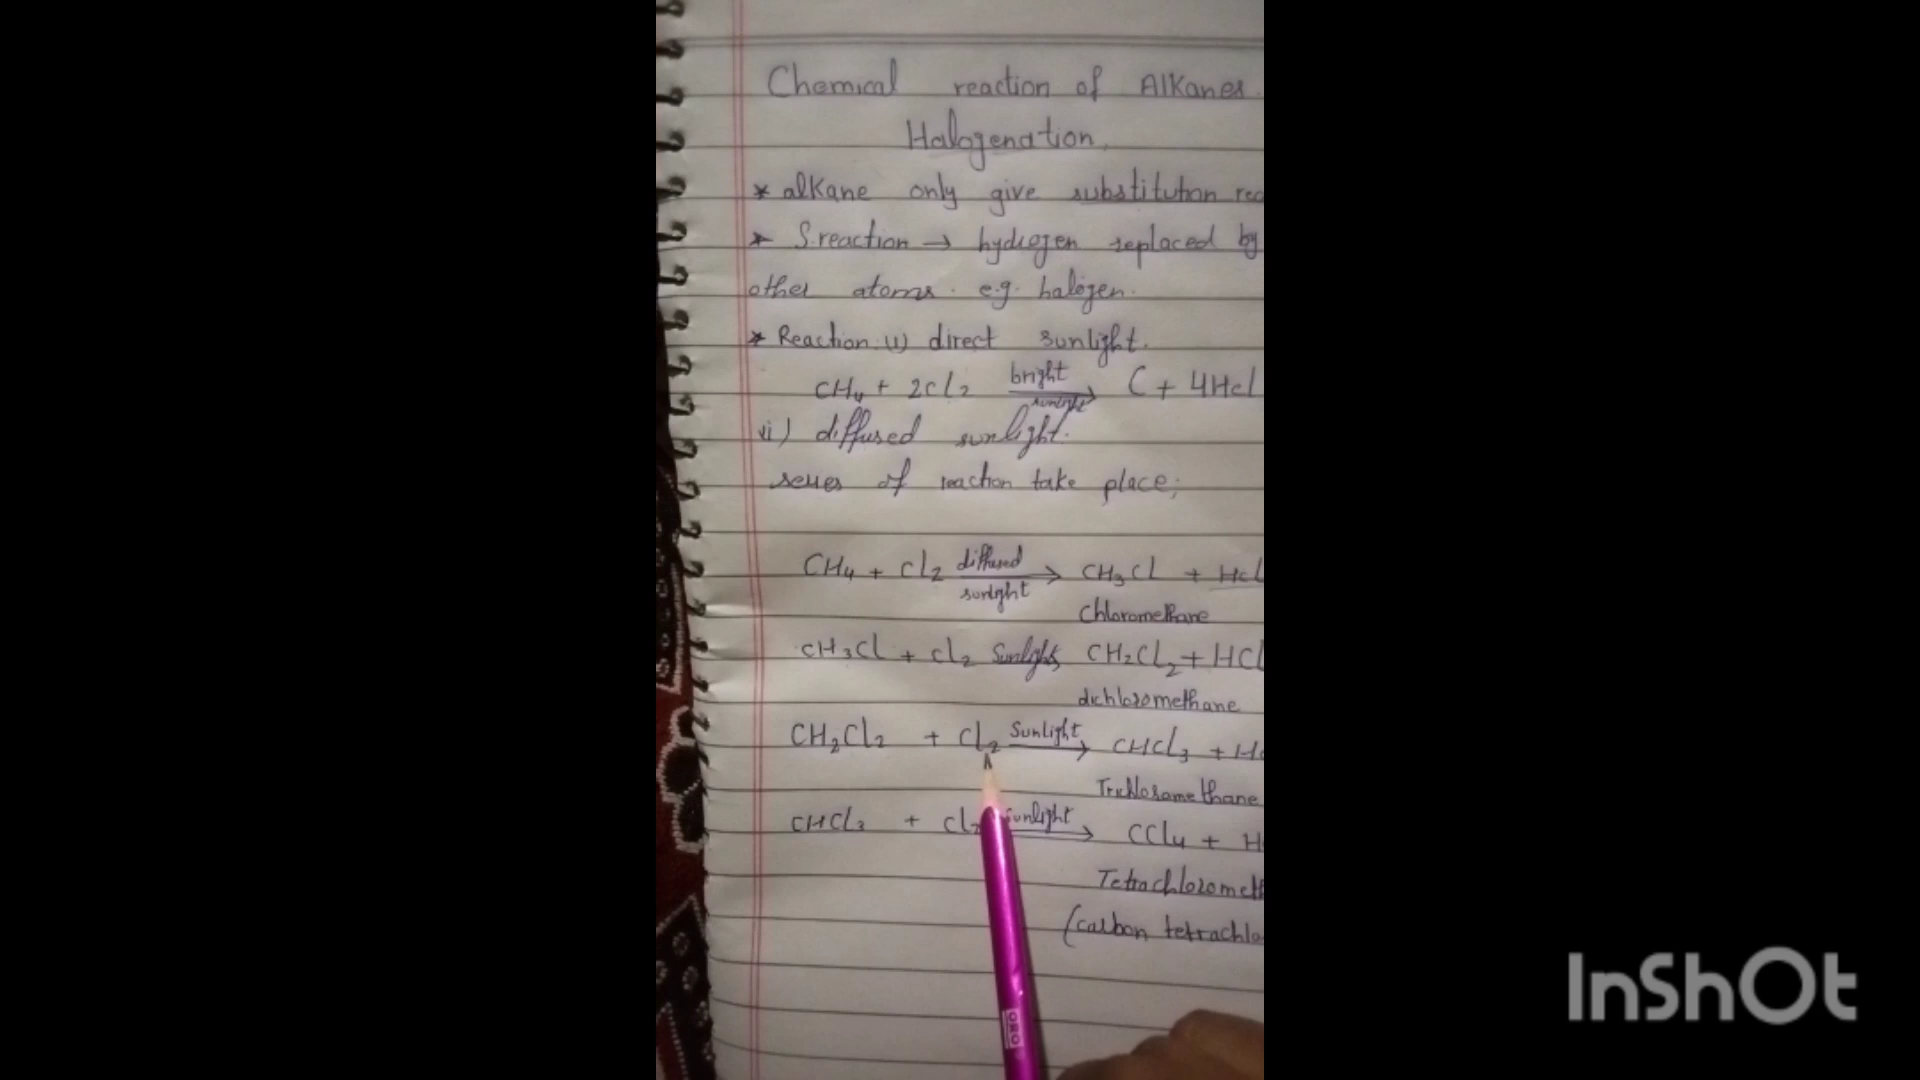 Chemical reaction of Alkanes.
Halogenation,
* alkane only give substitution rea
* S.reaction → hydrogen replaced by
other atoms. e.g. halogen.
* Reaction. (i) direct sunlight.
CH4 + 2Cl2 bright sunlight → C + 4HCl
ii) diffused sunlight.
series of reaction take place;
CH4 + Cl2 diffused sunlight → CH3Cl + HCl
Chloromethane
CH3Cl + Cl2 Sunlight CH2Cl2 + HCl
dichloromethane
CH2Cl2 + Cl2 Sunlight → CHCl3 + HC
Trichloromethane
CHCl3 + Cl2 sunlight → CCl4 + H
Tetrachlorometh
(carbon tetrachlo
ORO
InShOt